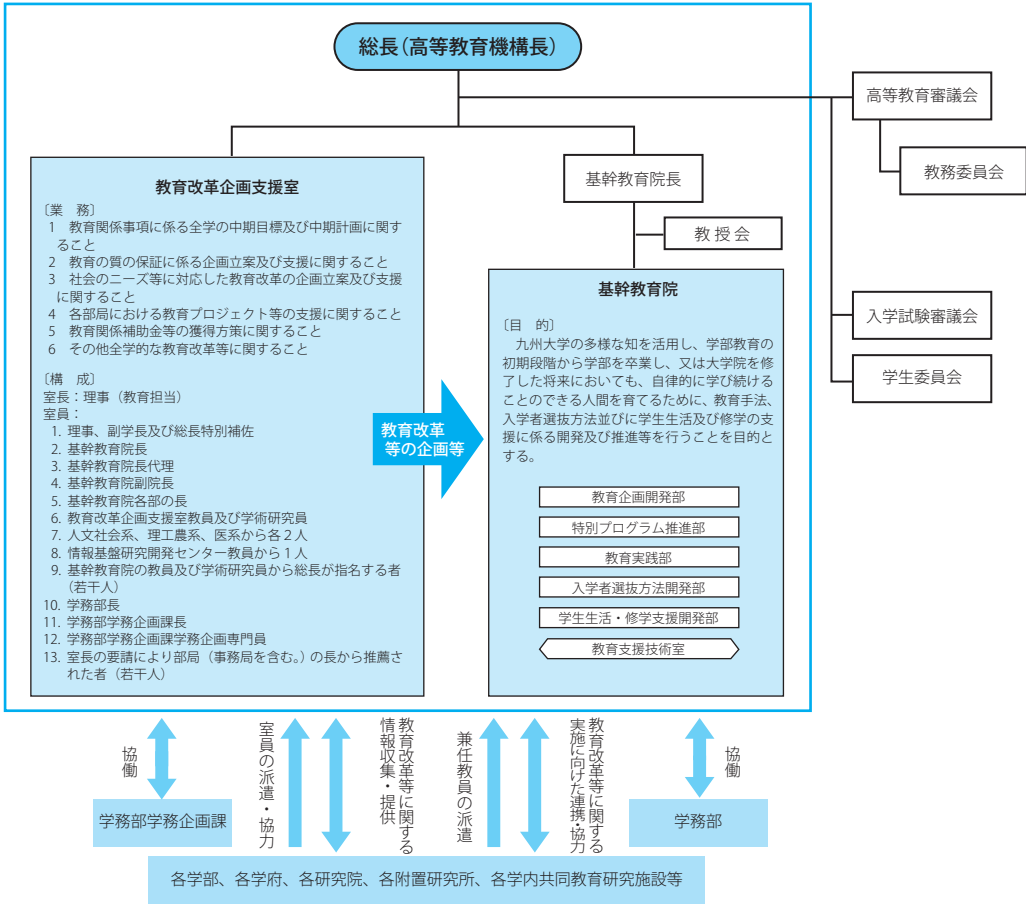 総長（高等教育機構長）
高等教育審議会
教務委員会
入学試験審議会
学生委員会
教育改革企画支援室
〔業　務〕
1　教育関係事項に係る全学の中期目標及び中期計画に関す
ること
2　教育の質の保証に係る企画立案及び支援に関すること
3　社会のニーズ等に対応した教育改革の企画立案及び支援
に関すること
4　各部局における教育プロジェクト等の支援に関すること
5　教育関係補助金等の獲得方策に関すること
6　その他全学的な教育改革等に関すること
〔構　成〕
室長：理事（教育担当）
室員：
1. 理事、副学長及び総長特別補佐
2. 基幹教育院長
3. 基幹教育院長代理
4. 基幹教育院副院長
5. 基幹教育院各部の長
6. 教育改革企画支援室教員及び学術研究員
7. 人文社会系、理工農系、医系から各２人
8. 情報基盤研究開発センター教員から１人
9. 基幹教育院の教員及び学術研究員から総長が指名する者
（若干人）
10. 学務部長
11. 学務部学務企画課長
12. 学務部学務企画課学務企画専門員
13. 室長の要請により部局（事務局を含む。）の長から推薦さ
れた者（若干人）
教育改革
等の企画等
基幹教育院長
教 授 会
基幹教育院
〔目　的〕
九州大学の多様な知を活用し、学部教育の
初期段階から学部を卒業し、又は大学院を修
了した将来においても、自律的に学び続ける
ことのできる人間を育てるために、教育手法、
入学者選抜方法並びに学生生活及び修学の支
援に係る開発及び推進等を行うことを目的と
する。
教育企画開発部
特別プログラム推進部
教育実践部
入学者選抜方法開発部
学生生活・修学支援開発部
教育支援技術室
協働
室員の派遣・協力
教育改革等に関する
情報収集・提供
兼任教員の派遣
教育改革等に関する
実施に向けた連携・協力
協働
学務部学務企画課
学務部
各学部、各学府、各研究院、各附置研究所、各学内共同教育研究施設等